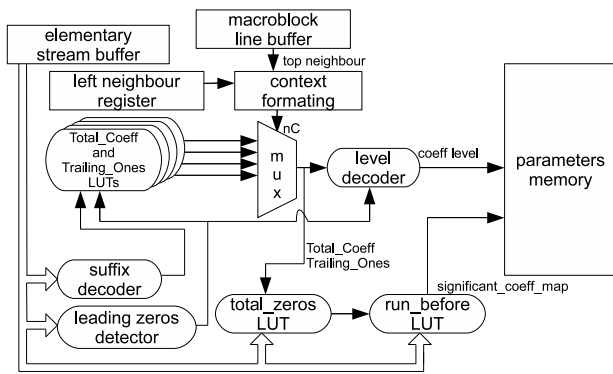 macroblock
line buffer
elementary
stream buffer
top neighbour
left neighbour
register
context
formating
nC
Total_Coeff
and
Trailing_Ones
LUTs
m
u
x
level
decoder
coeff level
parameters
memory
Total_Coeff
Trailing_Ones
suffix
decoder
significant_coeff_map
leading zeros
detector
total_zeros
LUT
run_before
LUT